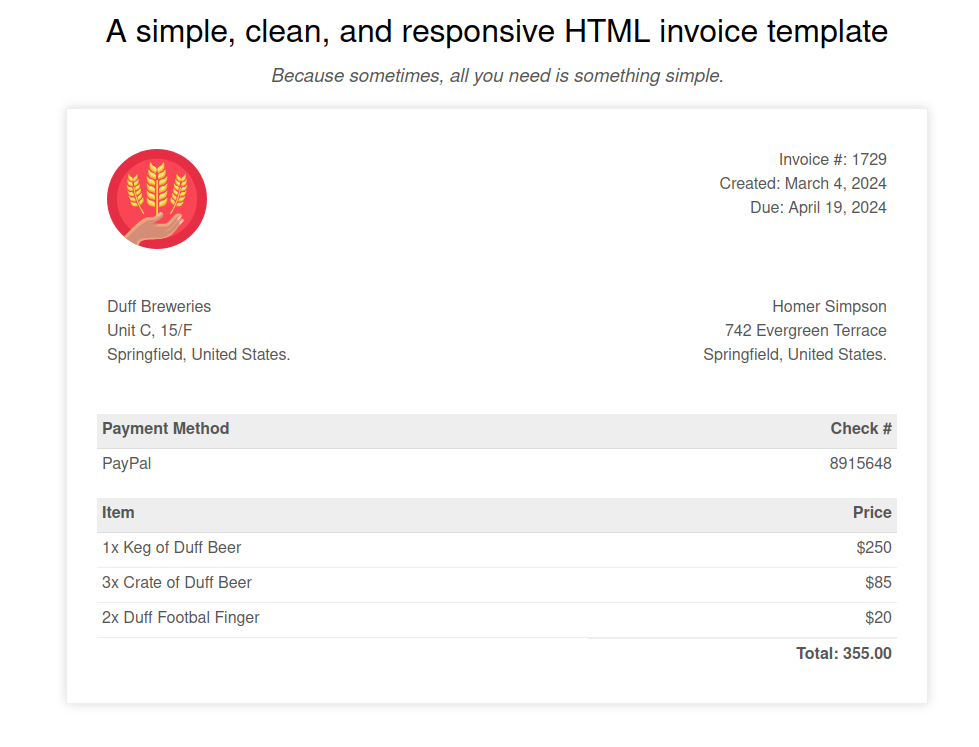 A simple, clean, and responsive HTML invoice template
Because sometimes, all you need is something simple.
Invoice #: 1729
Created: March 4, 2024
Due: April 19, 2024
Duff Breweries
Unit C, 15/F
Springfield, United States.
Homer Simpson
742 Evergreen Terrace
Springfield, United States.
Payment Method Check #
PayPal 8915648
Item Price
1x Keg of Duff Beer $250
3x Crate of Duff Beer $85
2x Duff Footbal Finger $20
Total: 355.00